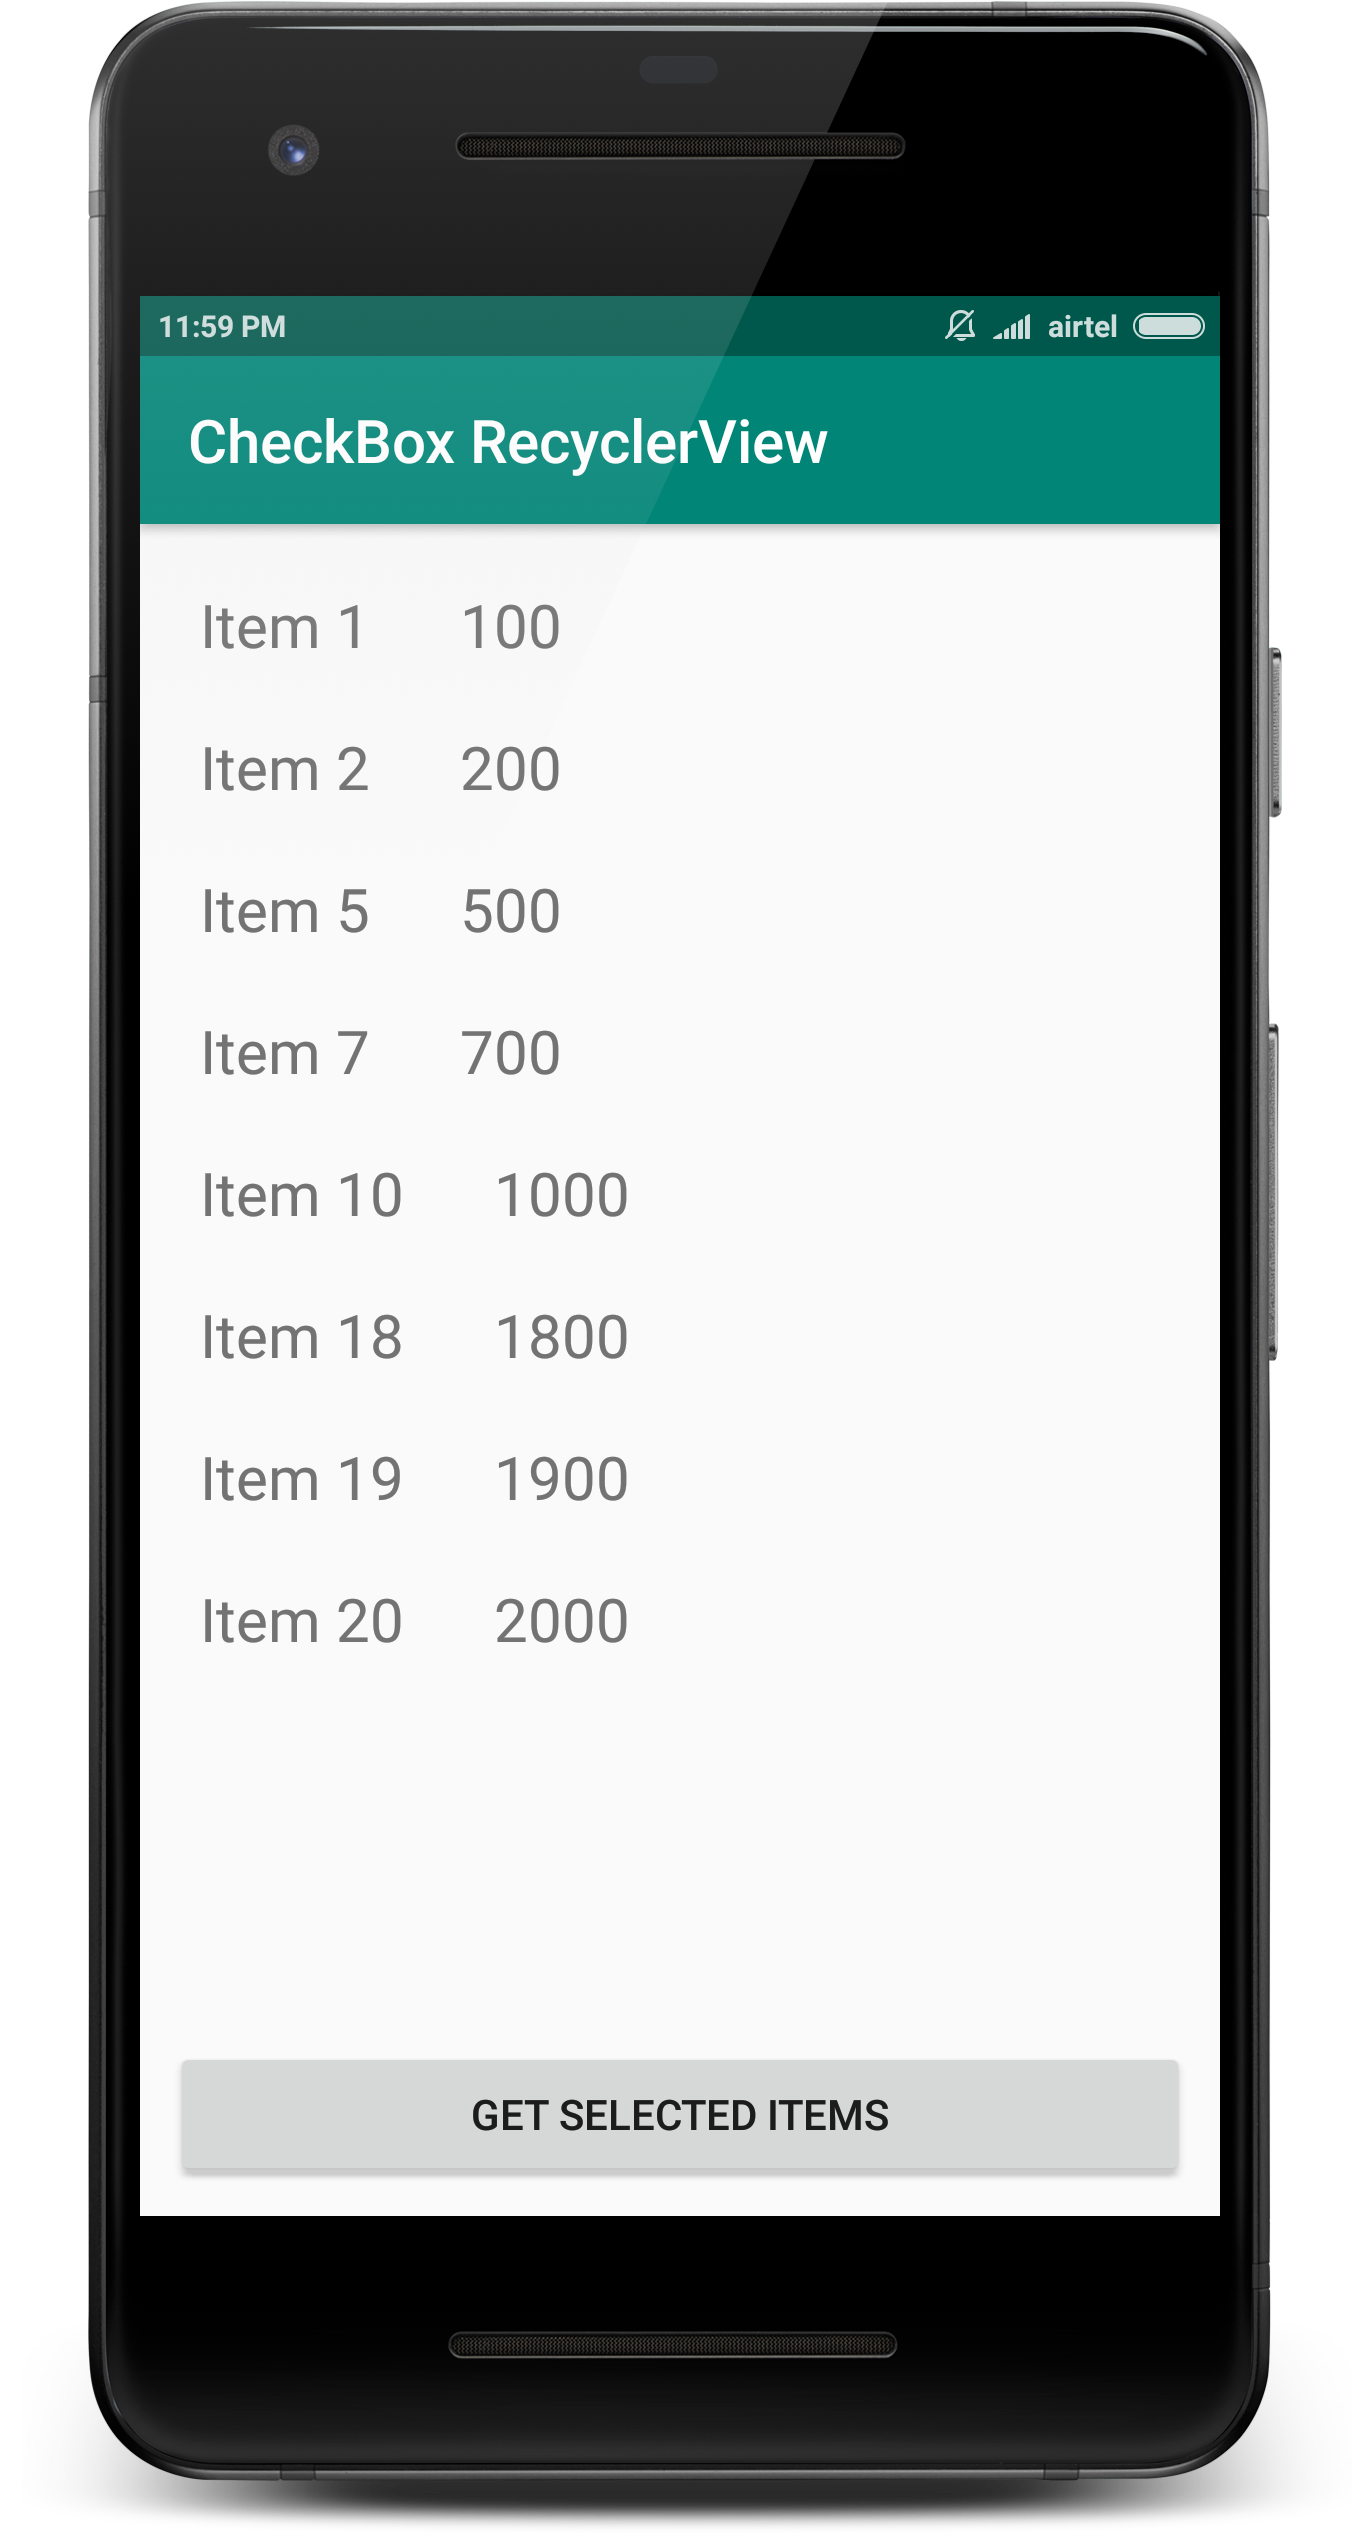 11:59 PM airtel
CheckBox RecyclerView
Item 1 100
Item 2 200
Item 5 500
Item 7 700
Item 10 1000
Item 18 1800
Item 19 1900
Item 20 2000
GET SELECTED ITEMS